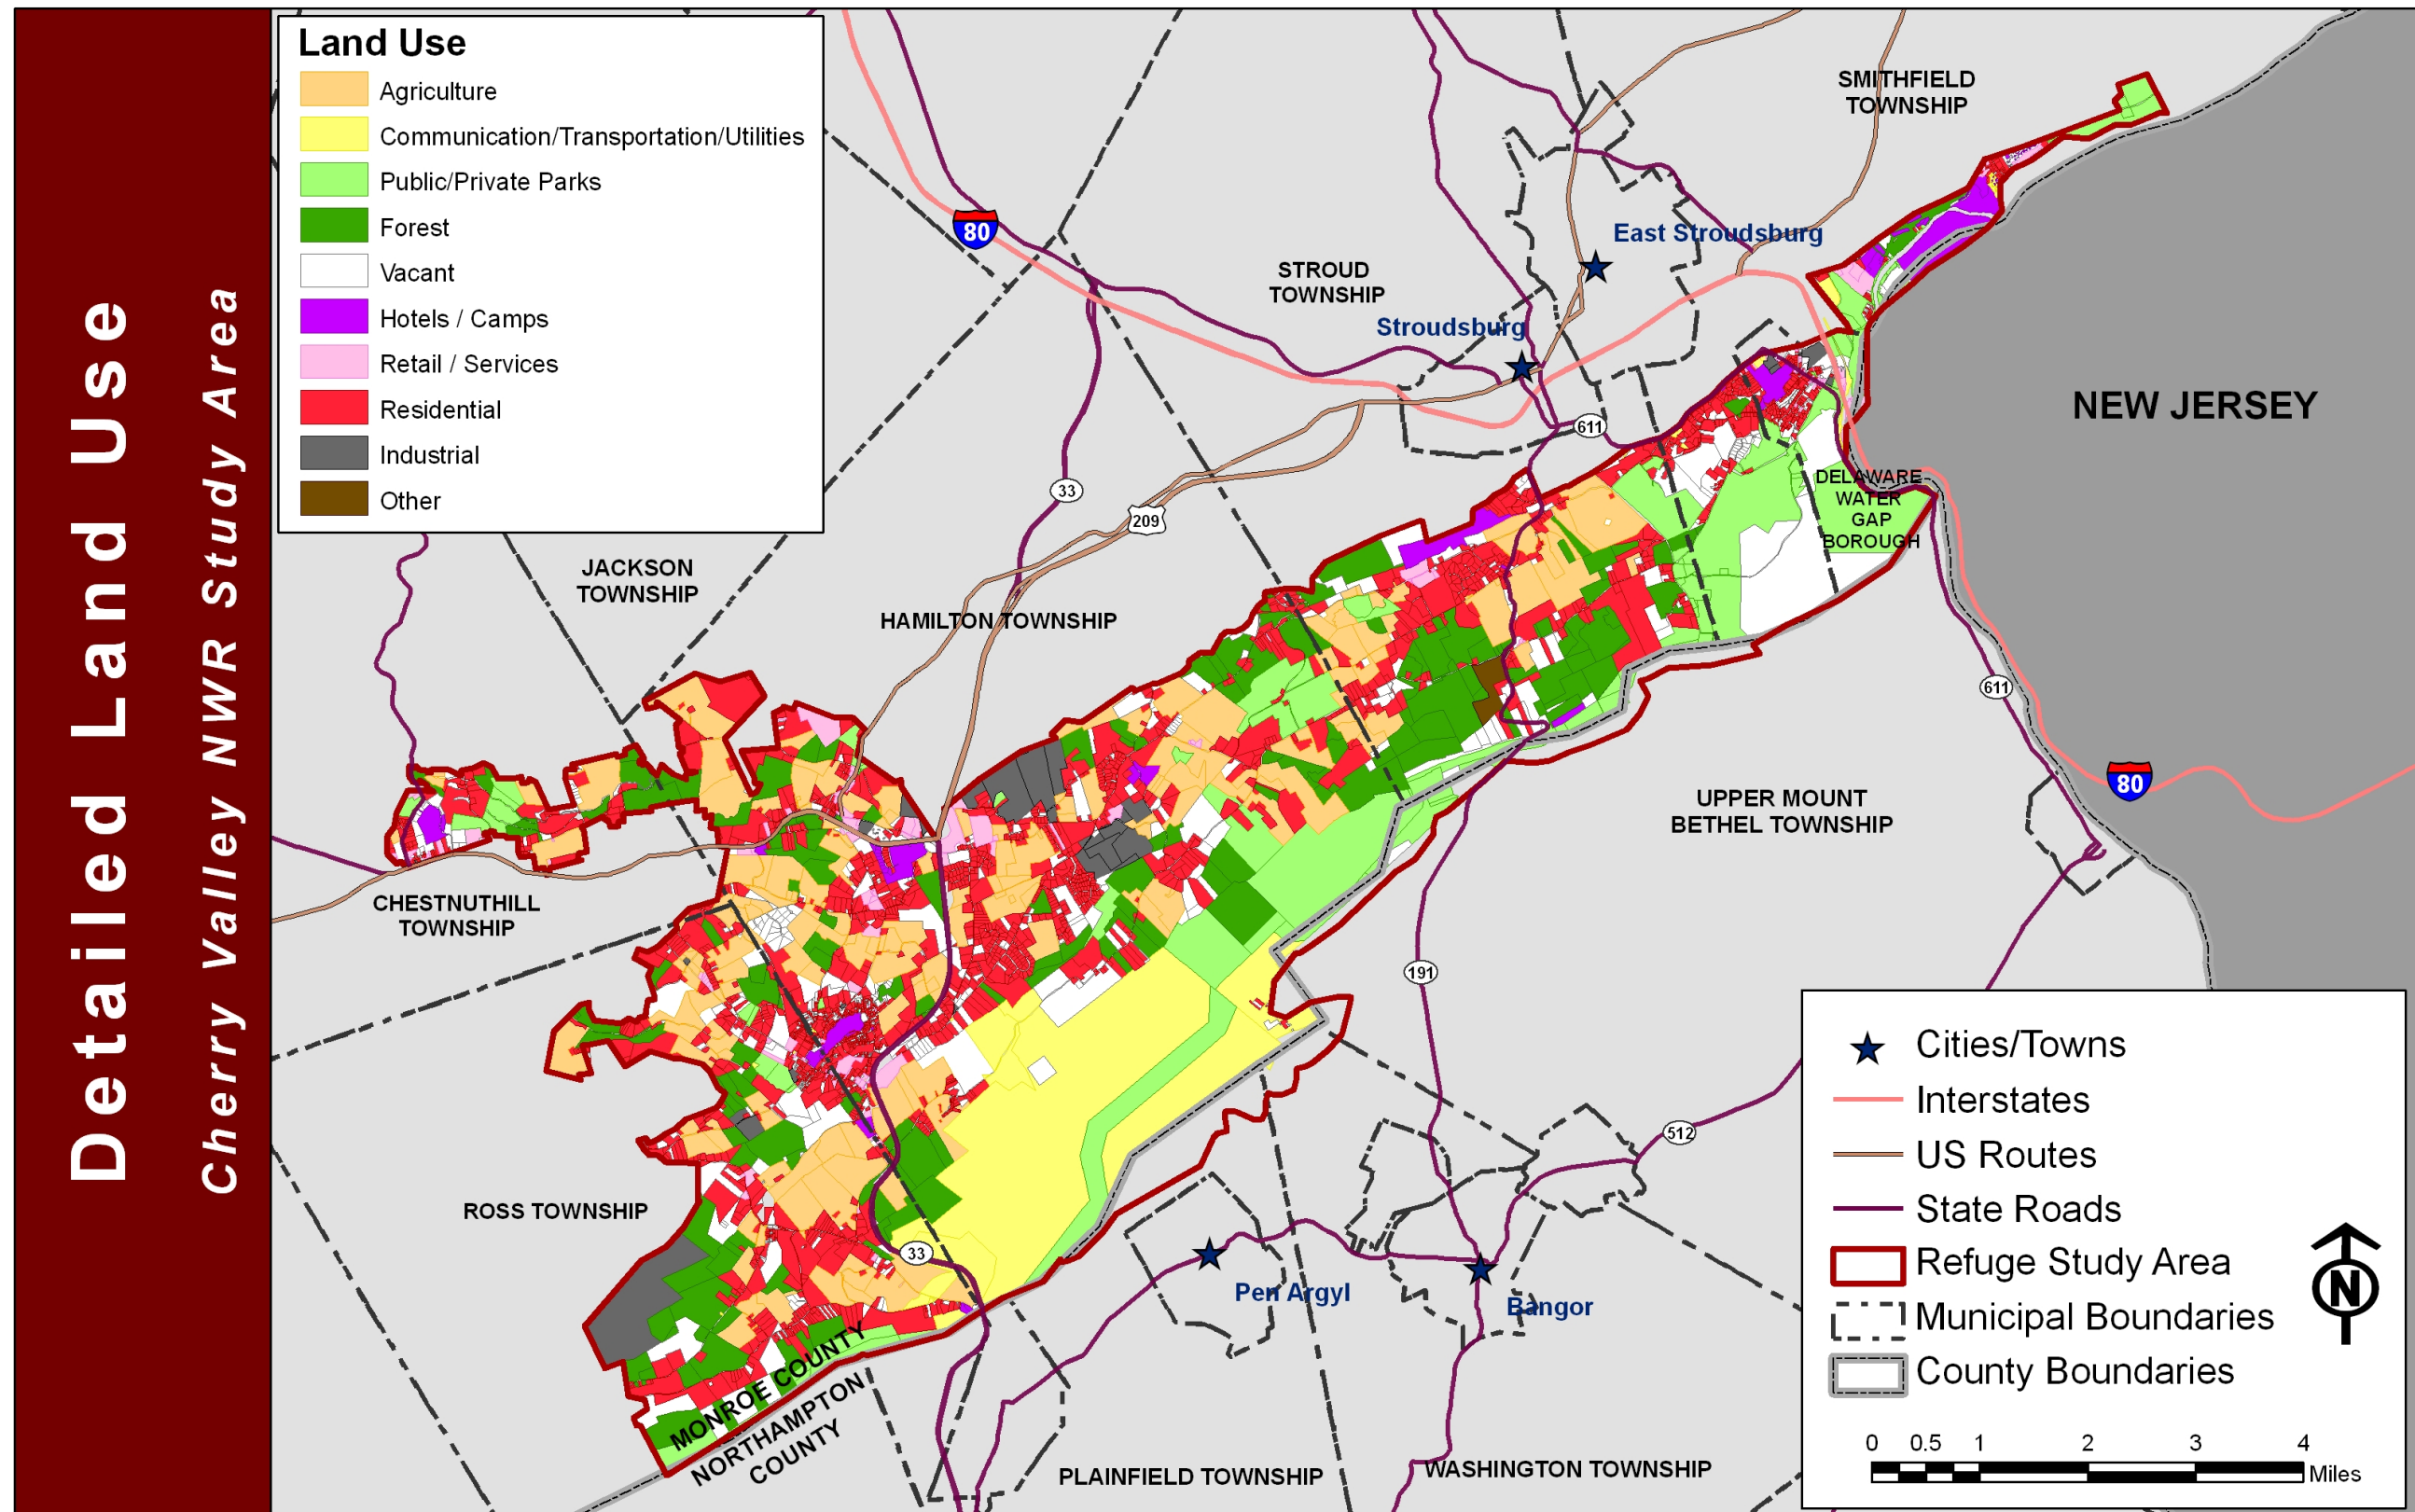 Detailed Land Use
Cherry Valley NWR Study Area
Land Use
Agriculture
Communication/Transportation/Utilities
Public/Private Parks
Forest
Vacant
Hotels / Camps
Retail / Services
Residential
Industrial
Other
SMITHFIELD
TOWNSHIP
80
East Stroudsburg
STROUD
TOWNSHIP
Stroudsburg
NEW JERSEY
611
33
209
DELAWARE
WATER
GAP
BOROUGH
JACKSON
TOWNSHIP
HAMILTON TOWNSHIP
611
80
UPPER MOUNT
BETHEL TOWNSHIP
CHESTNUTHILL
TOWNSHIP
191
512
ROSS TOWNSHIP
33
Pen Argyl
Bangor
MONROE COUNTY
NORTHAMPTON
COUNTY
PLAINFIELD TOWNSHIP
WASHINGTON TOWNSHIP
Cities/Towns
Interstates
US Routes
State Roads
Refuge Study Area
Municipal Boundaries
County Boundaries
N
0 0.5 1 2 3 4
Miles